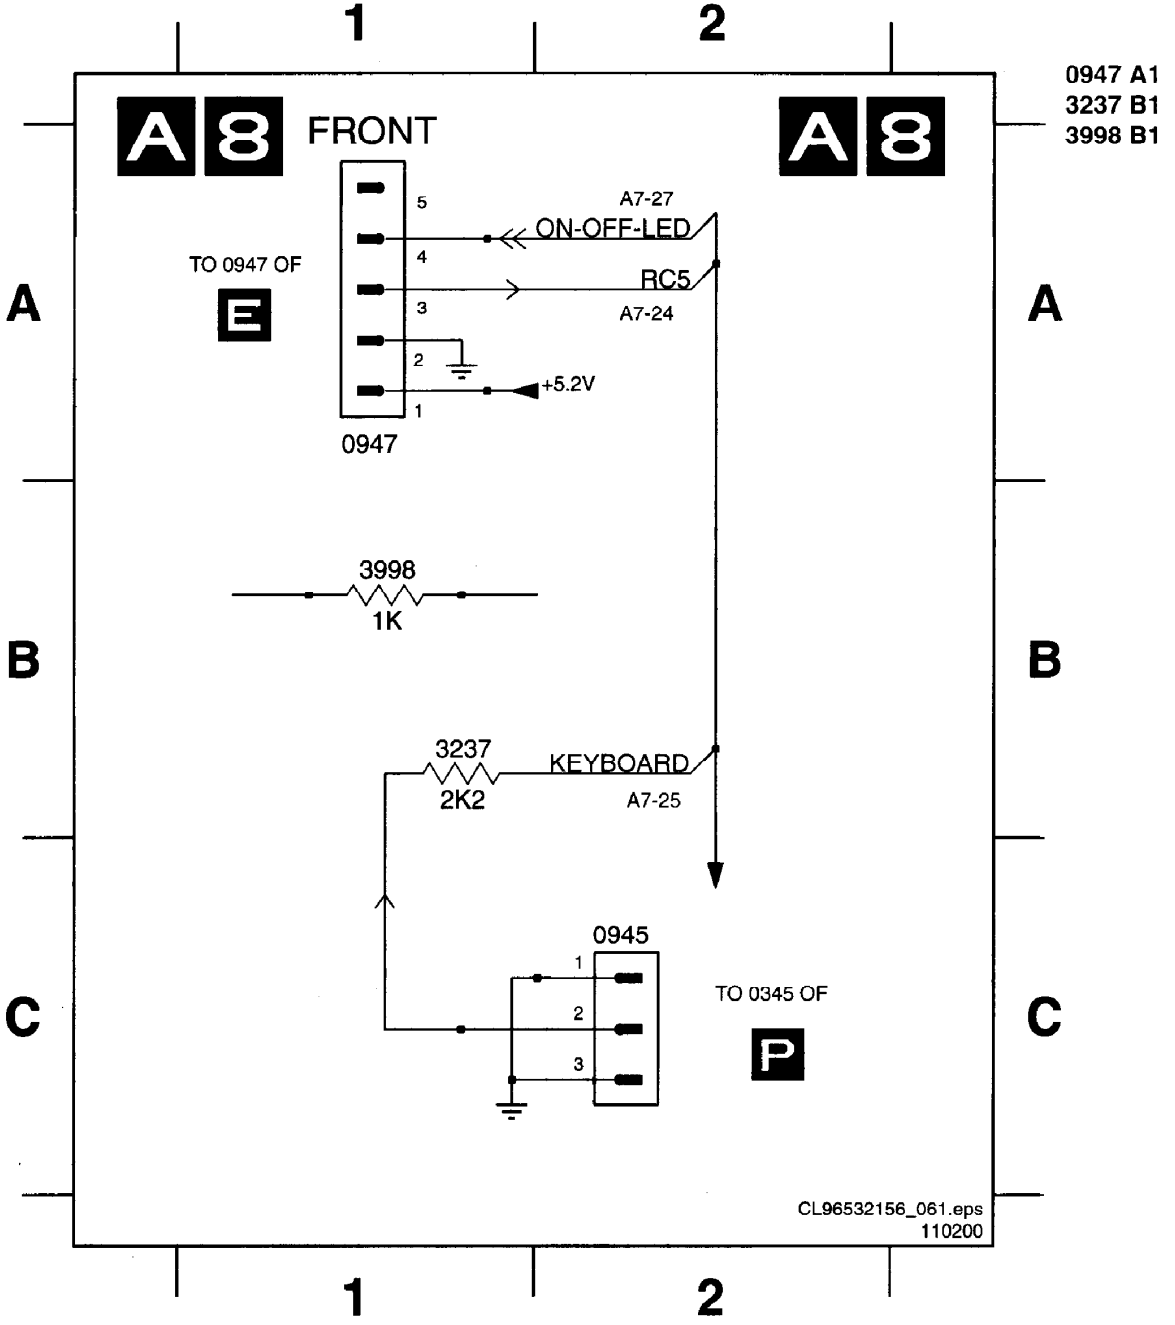 1 2
0947 A1
3237 B1
3998 B1
A8 FRONT A8
5
A7-27
ON-OFF-LED
4
TO 0947 OF
E
RC5
3
A7-24
2
+5.2V
1
0947
A A
3998
1K
B B
3237
2K2
KEYBOARD
A7-25
0945
1
2
3
TO 0345 OF
P
C C
CL96532156_061.eps
110200
1 2